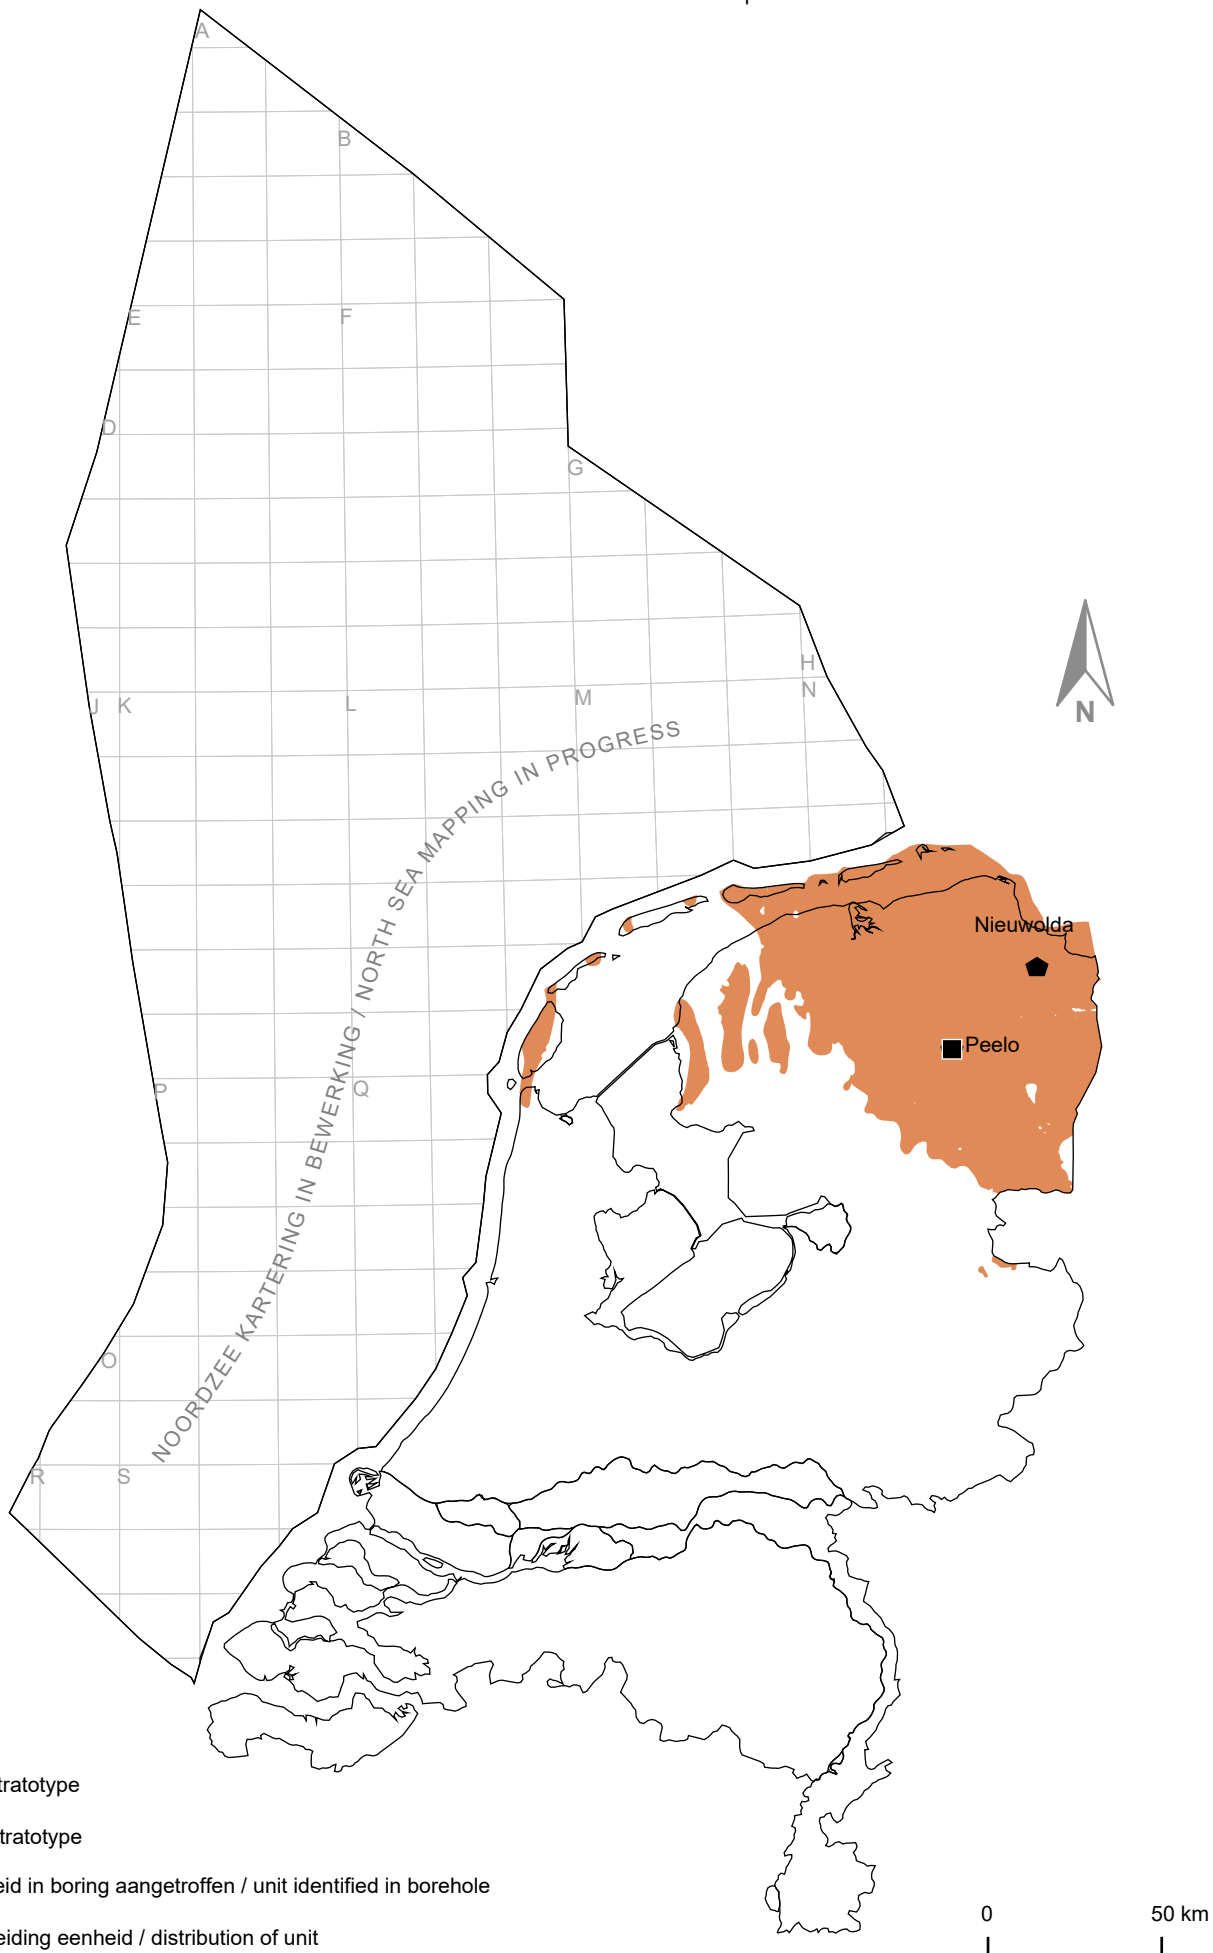 A
B
E
F
D
G
H
N
J
K
L
M
NOORDZEE KARTERING IN BEWERKING / NORTH SEA MAPPING IN PROGRESS
N
Nieuwolda
Peelo
P
Q
O
R
S
tratotype
tratotype
eid in boring aangetroffen / unit identified in borehole
eiding eenheid / distribution of unit
0
50 km